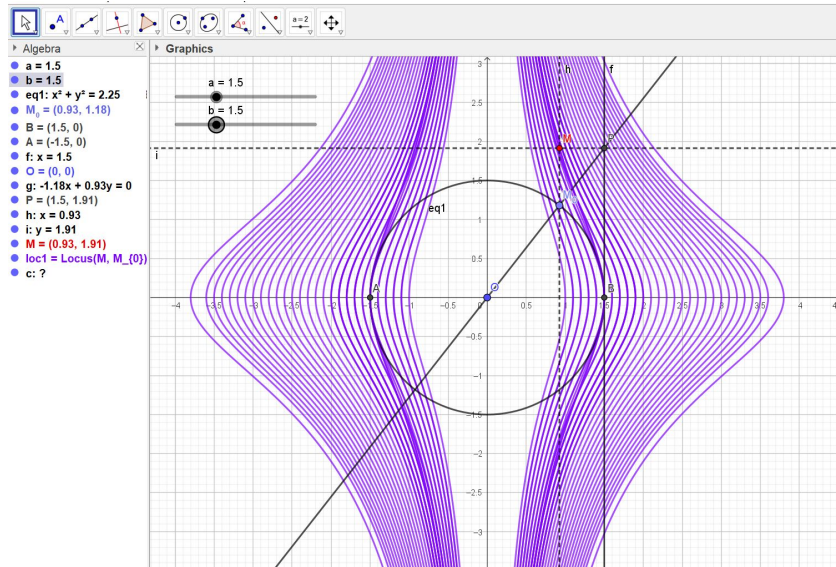 a=2
Algebra
Graphics
a = 1.5
b = 1.5
eq1: x² + y² = 2.25
M₀ = (0.93, 1.18)
B = (1.5, 0)
A = (-1.5, 0)
f: x = 1.5
O = (0, 0)
g: -1.18x + 0.93y = 0
P = (1.5, 1.91)
h: x = 0.93
i: y = 1.91
M = (0.93, 1.91)
loc1 = Locus(M, M_{0})
c: ?
a = 1.5
b = 1.5
3
h
f
2.5
2
M
P
i
1.5
M₀
eq1
1
0.5
A
O
B
-4 -3.5 -3 -2.5 -2 -1.5 -1 -0.5 0 0.5 1 1.5 2 2.5 3 3.5 4
-0.5
-1
-1.5
-2
-2.5
-3